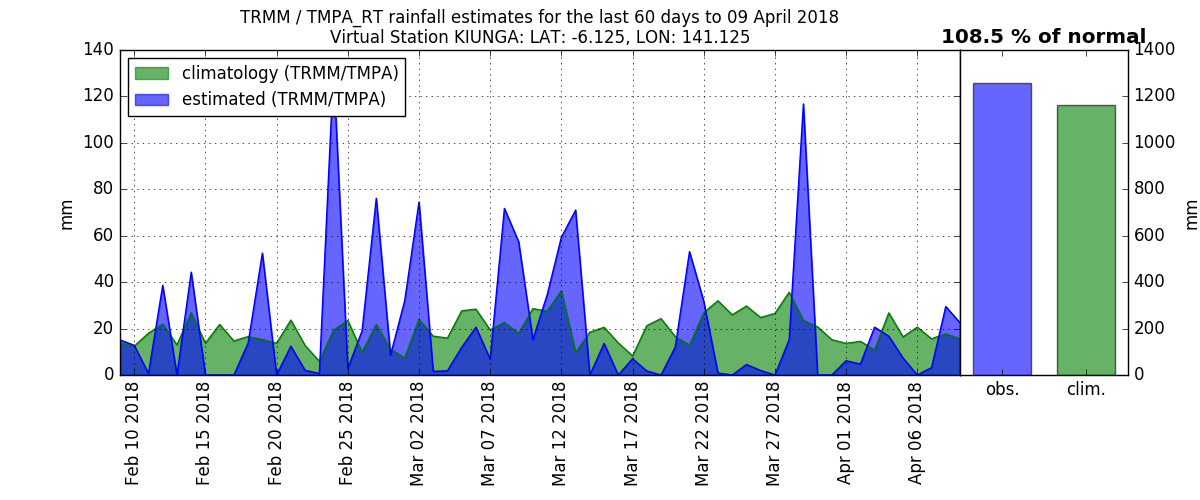 TRMM / TMPA_RT rainfall estimates for the last 60 days to 09 April 2018
Virtual Station KIUNGA: LAT: -6.125, LON: 141.125
108.5 % of normal
climatology (TRMM/TMPA)
estimated (TRMM/TMPA)
140
120
100
80
60
40
20
0
mm
Feb 10 2018
Feb 15 2018
Feb 20 2018
Feb 25 2018
Mar 02 2018
Mar 07 2018
Mar 12 2018
Mar 17 2018
Mar 22 2018
Mar 27 2018
Apr 01 2018
Apr 06 2018
obs.
clim.
1400
1200
1000
800
600
400
200
0
mm